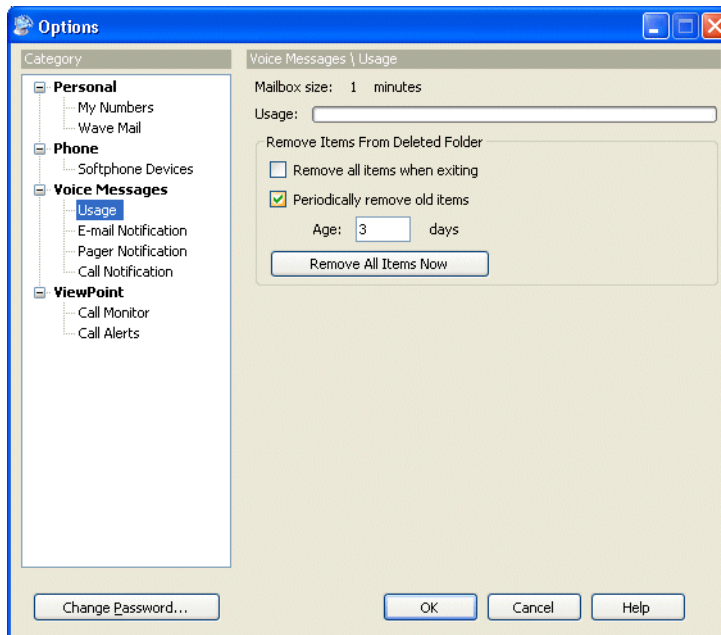 Options
Category
Personal
My Numbers
Wave Mail
Phone
Softphone Devices
Voice Messages
Usage
E-mail Notification
Pager Notification
Call Notification
ViewPoint
Call Monitor
Call Alerts
Voice Messages \ Usage
Mailbox size: 1 minutes
Usage:
Remove Items From Deleted Folder
Remove all items when exiting
Periodically remove old items
Age: 3 days
Remove All Items Now
Change Password...
OK
Cancel
Help